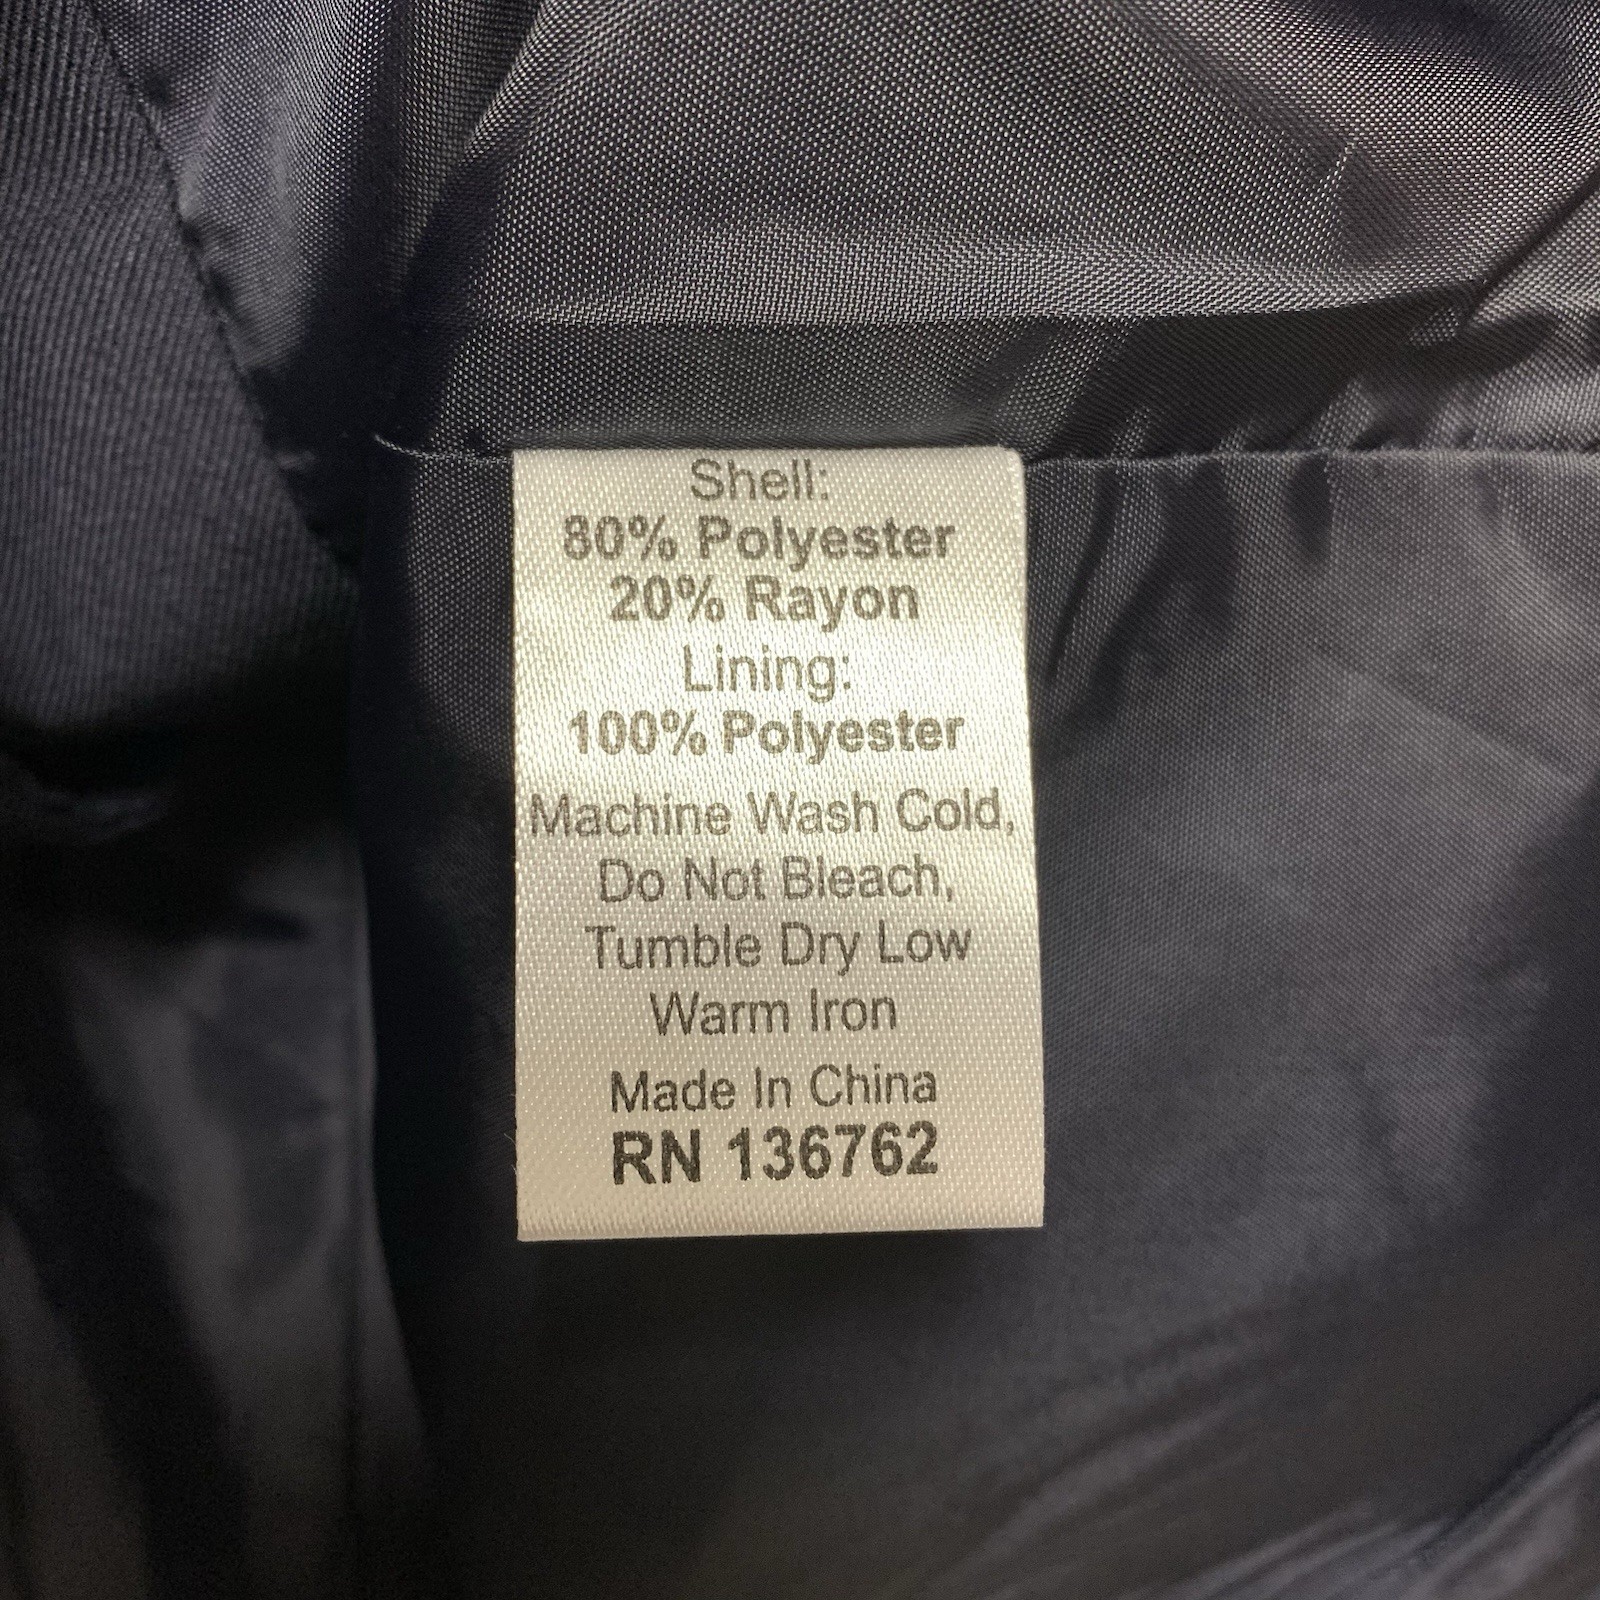 Shell:
80% Polyester
20% Rayon
Lining:
100% Polyester
Machine Wash Cold,
Do Not Bleach,
Tumble Dry Low
Warm Iron
Made In China
RN 136762